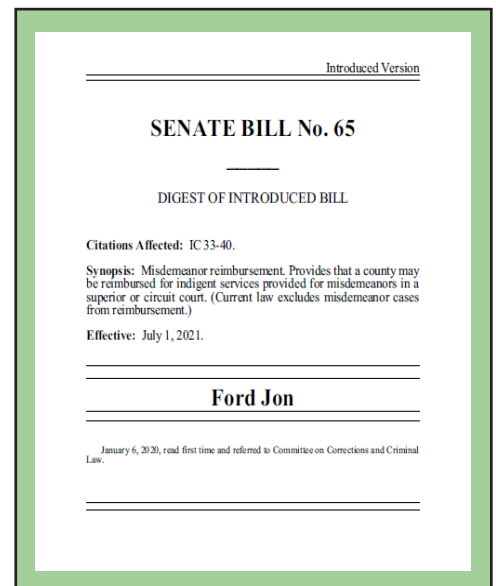 Introduced Version
SENATE BILL No. 65
DIGEST OF INTRODUCED BILL
Citations Affected: IC 33-40.
Synopsis: Misdemeanor reimbursement. Provides that a county may
be reimbursed for indigent services provided for misdemeanors in a
superior or circuit court. (Current law excludes misdemeanor cases
from reimbursement.)
Effective: July 1, 2021.
Ford Jon
January 6, 2020, read first time and referred to Committee on Corrections and Criminal
Law.